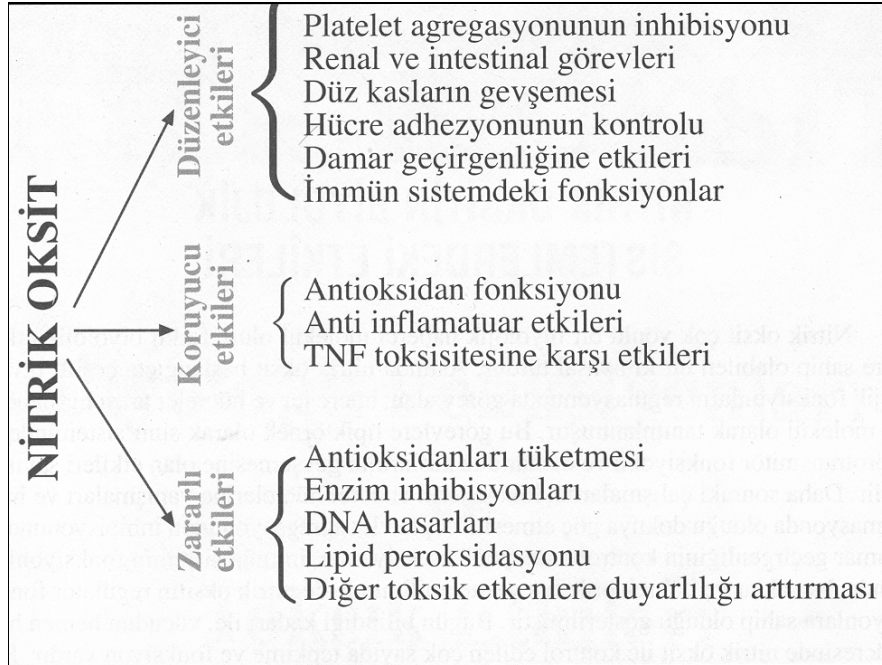 NİTRİK OKSİT
Düzenleyici
etkileri
Platelet agregasyonunun inhibisyonu
Renal ve intestinal görevleri
Düz kasların gevşemesi
Hücre adhezyonunun kontrolu
Damar geçirgenliğine etkileri
İmmün sistemdeki fonksiyonlar
Koruyucu
etkileri
Antioksidan fonksiyonu
Anti inflamatuar etkileri
TNF toksisitesine karşı etkileri
Zararlı
etkileri
Antioksidanları tüketmesi
Enzim inhibisyonları
DNA hasarları
Lipid peroksidasyonu
Diğer toksik etkenlere duyarlılığı arttırması